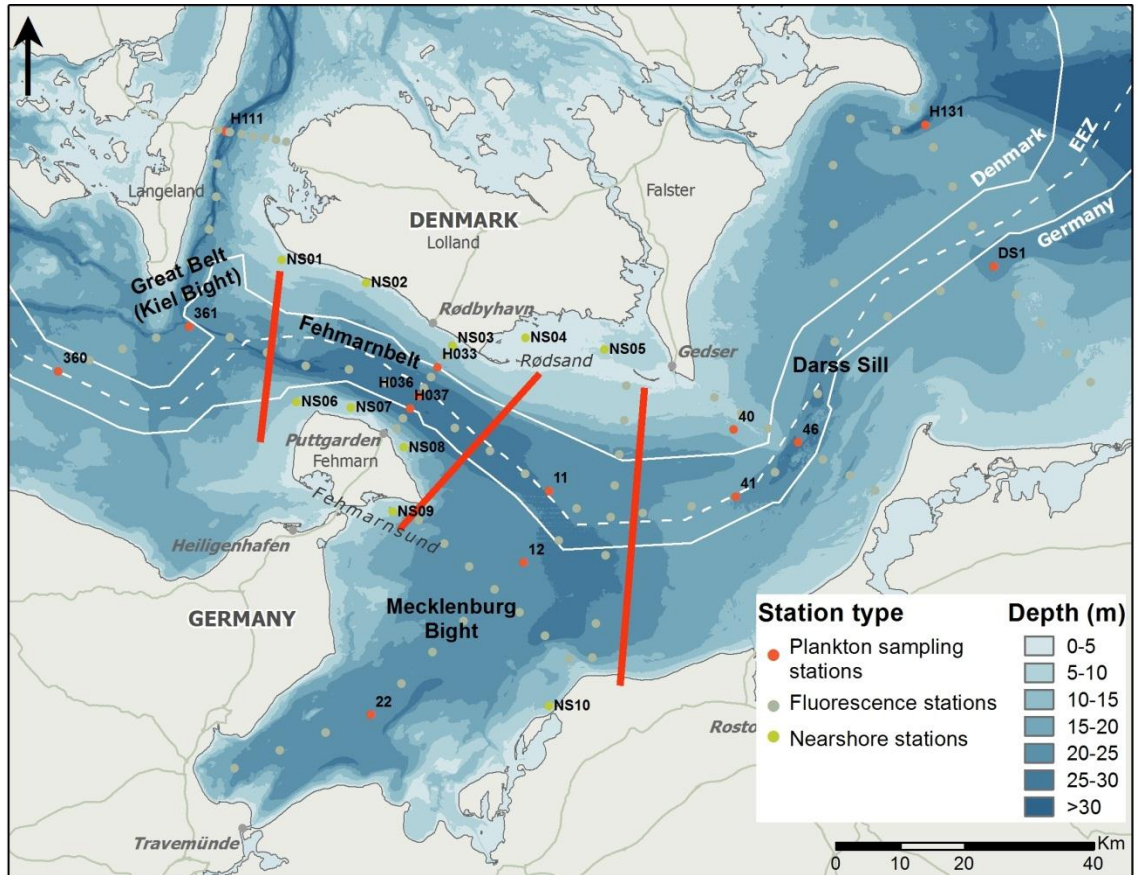 H111
H131
Denmark
EEZ
Germany
Langeland
Falster
DENMARK
Lolland
NS01
Great Belt
(Kiel Bight)
NS02
DS1
361
Rødbyhavn
Fehmarnbelt
NS03
NS04
NS05
H033
Rødsand
Gedser
360
Darss Sill
H036
H037
NS06
NS07
40
46
Puttgarden
NS08
Fehmarn
11
41
NS09
Fehmarnsund
Heiligenhafen
12
GERMANY
Mecklenburg
Bight
22
NS10
Rosto
Travemünde
Station type
Plankton sampling
stations
Fluorescence stations
Nearshore stations
Depth (m)
0-5
5-10
10-15
15-20
20-25
25-30
>30
Km
0 10 20 40